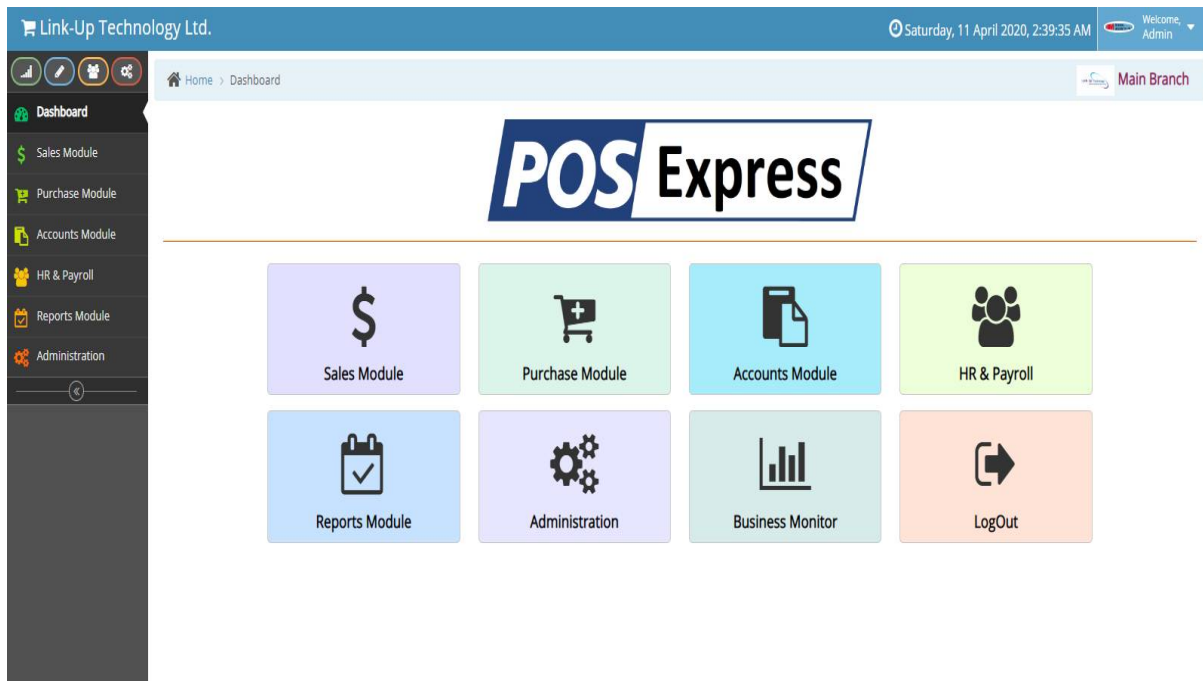 Link-Up Technology Ltd.
Saturday, 11 April 2020, 2:39:35 AM
Welcome,
Admin
Home > Dashboard
Main Branch
Dashboard
Sales Module
Purchase Module
Accounts Module
HR & Payroll
Reports Module
Administration
POS Express
Sales Module
Purchase Module
Accounts Module
HR & Payroll
Reports Module
Administration
Business Monitor
LogOut